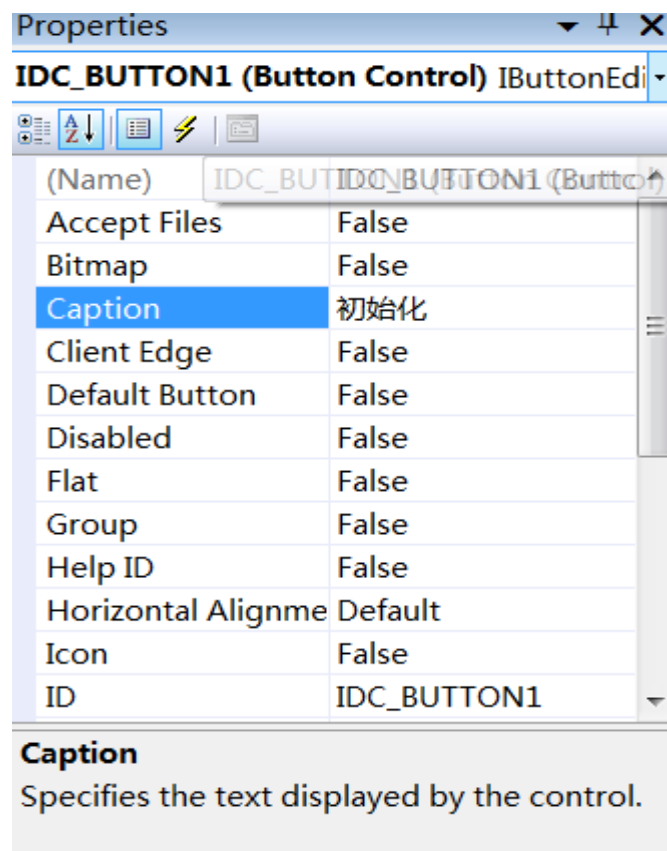 Properties
IDC_BUTTON1 (Button Control) IButtonEdi
(Name)
Accept Files False
Bitmap False
Caption 初始化
Client Edge False
Default Button False
Disabled False
Flat False
Group False
Help ID False
Horizontal Alignme Default
Icon False
ID IDC_BUTTON1
Caption
Specifies the text displayed by the control.